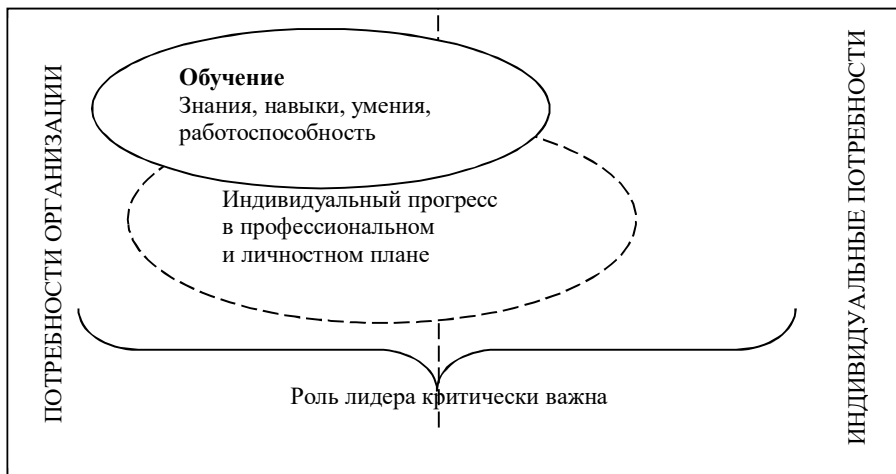 ПОТРЕБНОСТИ ОРГАНИЗАЦИИ
Обучение
Знания, навыки, умения,
работоспособность
Индивидуальный прогресс
в профессиональном
и личностном плане
Роль лидера критически важна
ИНДИВИДУАЛЬНЫЕ ПОТРЕБНОСТИ